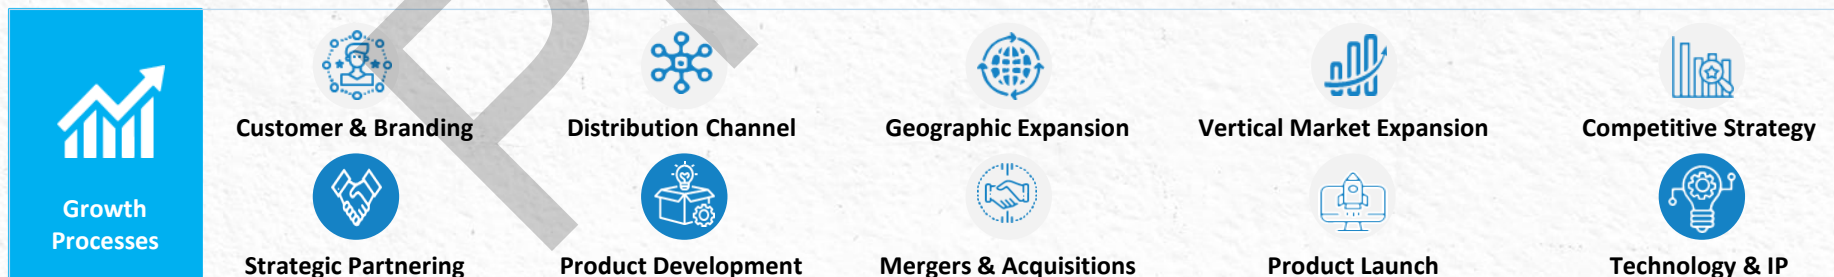 Customer & Branding
Distribution Channel
Geographic Expansion
Vertical Market Expansion
Competitive Strategy
Growth
Processes
Strategic Partnering
Product Development
Mergers & Acquisitions
Product Launch
Technology & IP